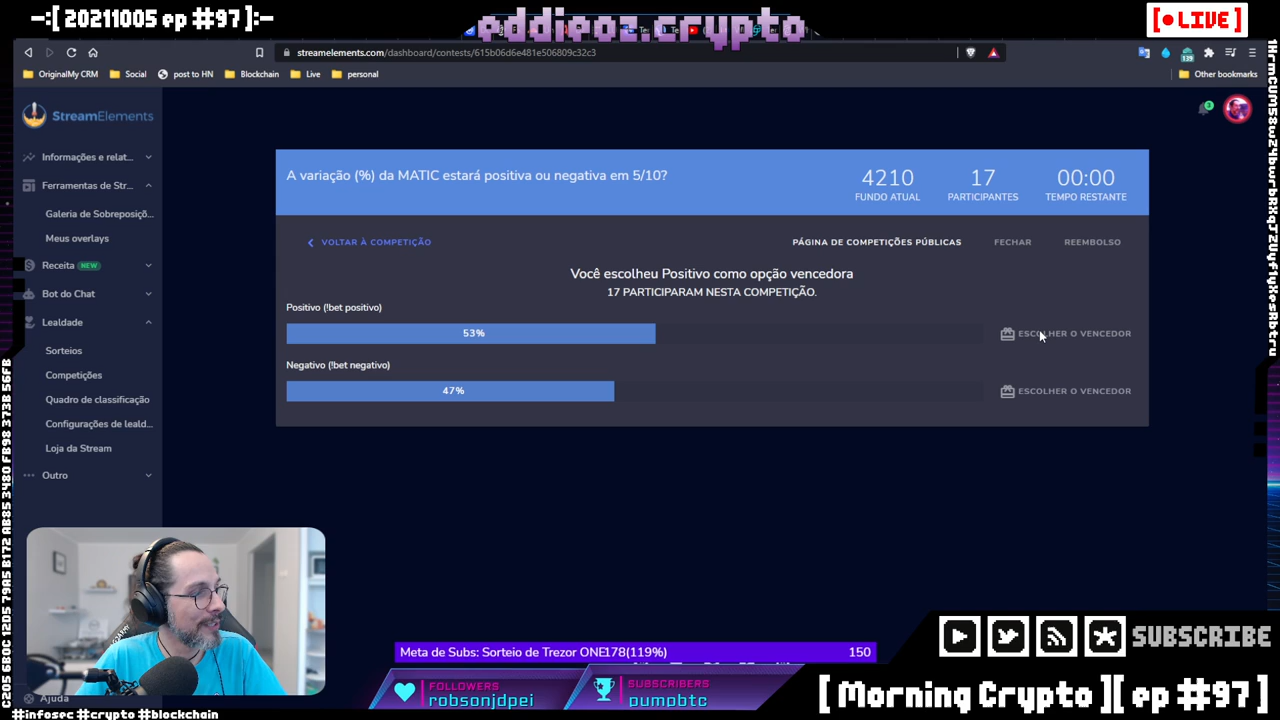 -:[ 20211005 ep #97 ]:-
eddieoz.crypto
[ ● LIVE ]
streamelements.com/dashboard/contests/615b06d6e481e506809c32c3
139
OriginalMy CRM
Social
post to HN
Blockchain
Live
personal
Other bookmarks
StreamElements
2
Informações e relat...
Ferramentas de Str...
Galeria de Sobreposiçõ...
Meus overlays
Receita NEW
Bot do Chat
Lealdade
Sorteios
Competições
Quadro de classificação
Configurações de leald...
Loja da Stream
Outro
Ajuda
A variação (%) da MATIC estará positiva ou negativa em 5/10?
4210
FUNDO ATUAL
17
PARTICIPANTES
00:00
TEMPO RESTANTE
VOLTAR À COMPETIÇÃO
PÁGINA DE COMPETIÇÕES PÚBLICAS
FECHAR
REEMBOLSO
Você escolheu Positivo como opção vencedora
17 PARTICIPARAM NESTA COMPETIÇÃO.
Positivo (!bet positivo)
53%
ESCOLHER O VENCEDOR
Negativo (!bet negativo)
47%
ESCOLHER O VENCEDOR
Meta de Subs: Sorteio de Trezor ONE178(119%)
150
FOLLOWERS
robsonjdpei
SUBSCRIBERS
pumpbtc
SUBSCRIBE
[ Morning Crypto ][ ep #97 ]
#infosec #crypto #blockchain